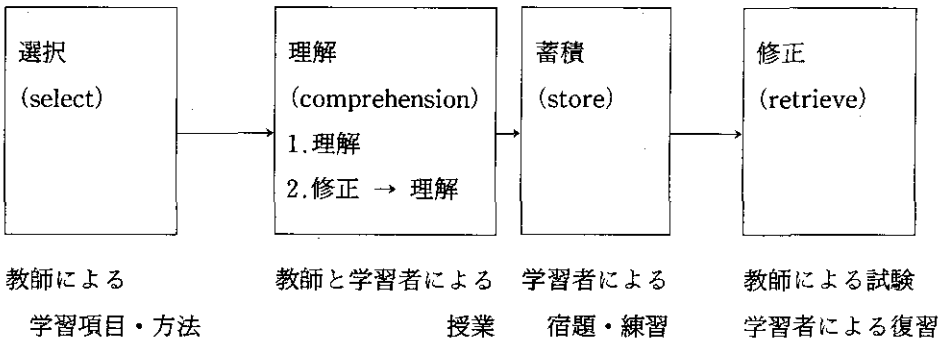 選択
(select)
理解
(comprehension)
1.理解
2.修正 → 理解
蓄積
(store)
修正
(retrieve)
教師による
学習項目・方法
教師と学習者による
授業
学習者による
宿題・練習
教師による試験
学習者による復習